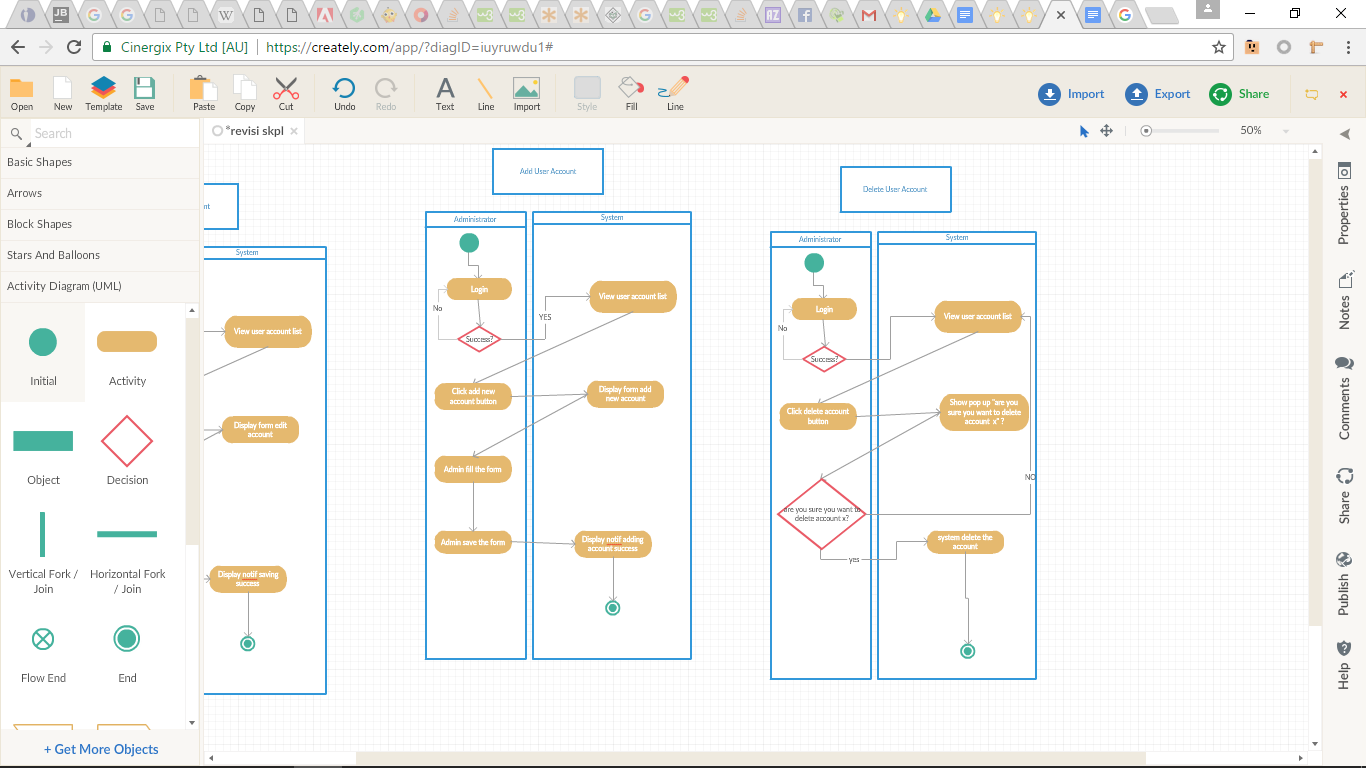 Cinergix Pty Ltd [AU]
https://creately.com/app/?diagID=iuyruwdu1#
Open
New
Template
Save
Paste
Copy
Cut
Undo
Redo
Text
Line
Import
Style
Fill
Line
Import
Export
Share
Search
*revisi skpl
50%
Basic Shapes
Arrows
Block Shapes
Stars And Balloons
Activity Diagram (UML)
Initial
Activity
Object
Decision
Vertical Fork /
Join
Horizontal Fork
/ Join
Flow End
End
+ Get More Objects
nt
System
View user account list
Display form edit
account
Display notif saving
success
Add User Account
Administrator
System
Login
No
Success?
YES
View user account list
Click add new
account button
Display form add
new account
Admin fill the form
Admin save the form
Display notif adding
account success
Delete User Account
Administrator
System
Login
No
Success?
View user account list
Click delete account
button
Show pop up "are you
sure you want to delete
account x" ?
NO
are you sure you want to
delete account x?
yes
system delete the
account
Properties
Notes
Comments
Share
Publish
Help